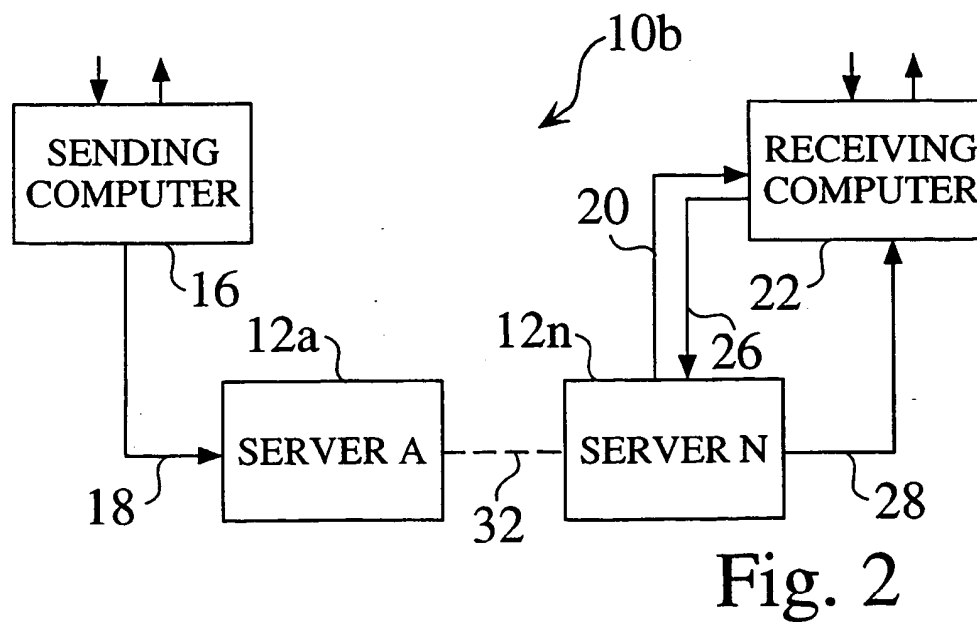 10b
SENDING
COMPUTER
RECEIVING
COMPUTER
20
16
22
12a
12n
26
SERVER A
SERVER N
18
32
28
Fig. 2